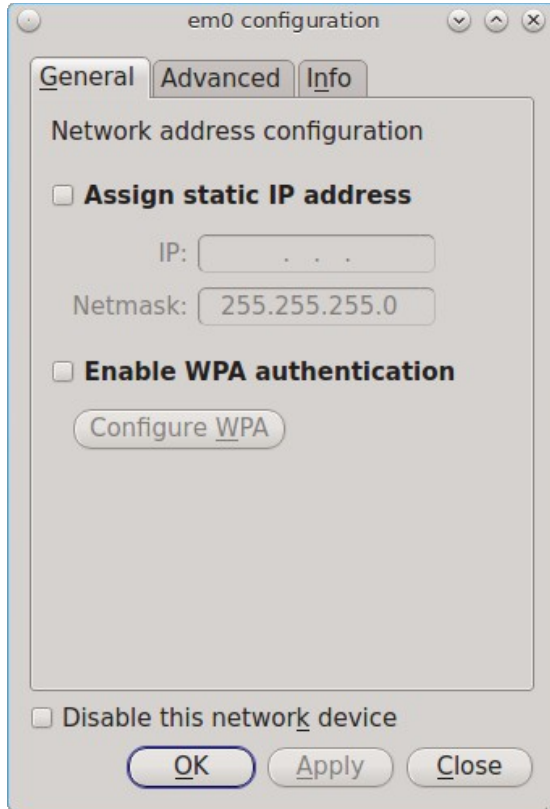 em0 configuration
General Advanced Info
Network address configuration
Assign static IP address
IP: . . .
Netmask: 255.255.255.0
Enable WPA authentication
Configure WPA
Disable this network device
OK Apply Close